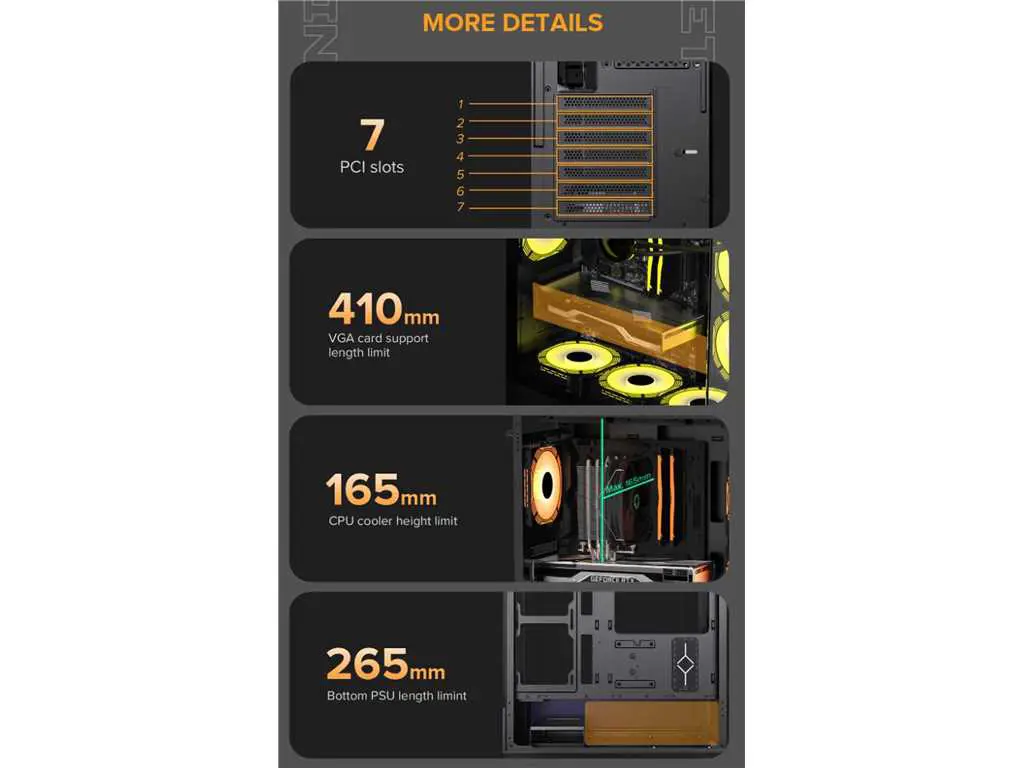 MORE DETAILS
7
PCI slots
1
2
3
4
5
6
7
410mm
VGA card support
length limit
165mm
CPU cooler height limit
Max. 165mm
GEFORCE RTX
265mm
Bottom PSU length limint